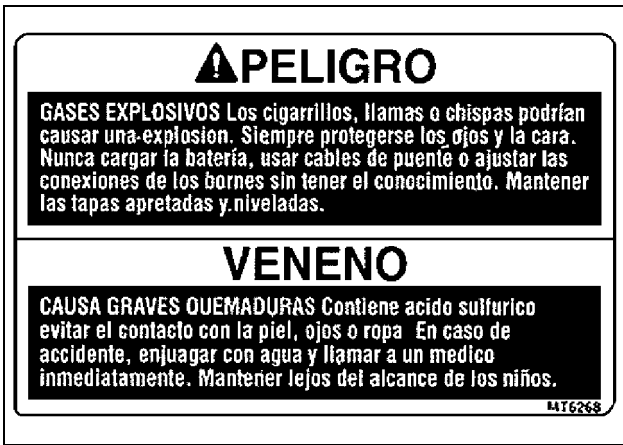 PELIGRO
GASES EXPLOSIVOS Los cigarrillos, llamas o chispas podrían
causar una explosion. Siempre protegerse los ojos y la cara.
Nunca cargar la batería, usar cables de puente o ajustar las
conexiones de los bornes sin tener el conocimiento. Mantener
las tapas apretadas y niveladas.
VENENO
CAUSA GRAVES QUEMADURAS Contiene acido sulfurico
evitar el contacto con la piel, ojos o ropa En caso de
accidente, enjuagar con agua y llamar a un medico
inmediatamente. Mantener lejos del alcance de los niños.
MT6268